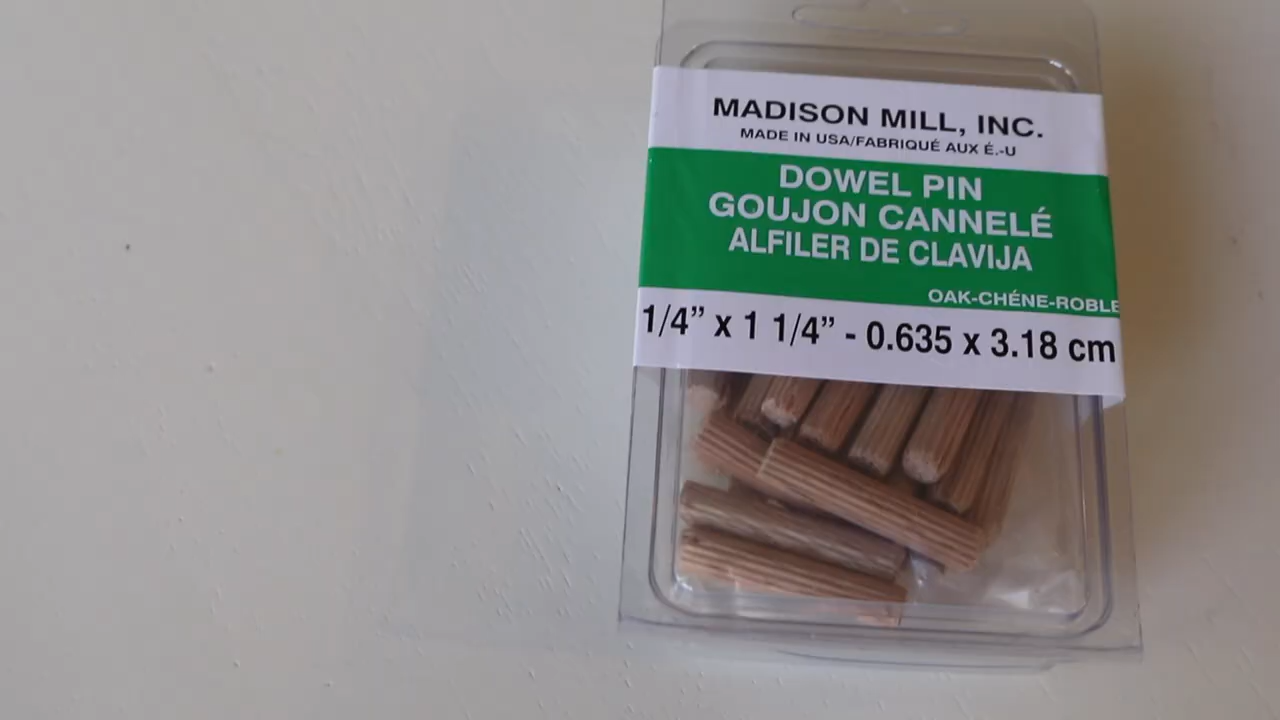 MADISON MILL, INC.
MADE IN USA/FABRIQUÉ AUX É.-U
DOWEL PIN
GOUJON CANNELÉ
ALFILER DE CLAVIJA
OAK-CHÉNE-ROBLE
1/4” x 1 1/4” - 0.635 x 3.18 cm